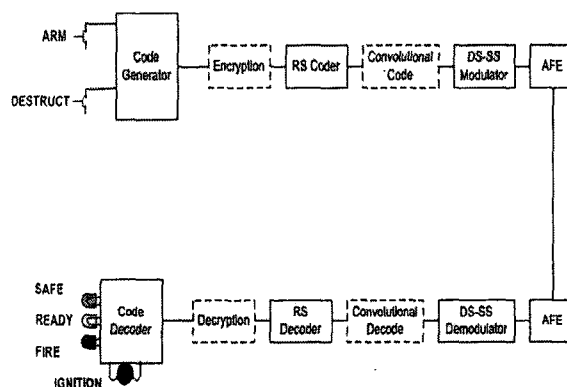 ARM
DESTRUCT
Code
Generator
Encryption
RS Coder
Convolutional
Code
DS-SS
Modulator
AFE
SAFE
READY
FIRE
IGNITION
Code
Decoder
Decryption
RS
Decoder
Convolutional
Decode
DS-SS
Demodulator
AFE